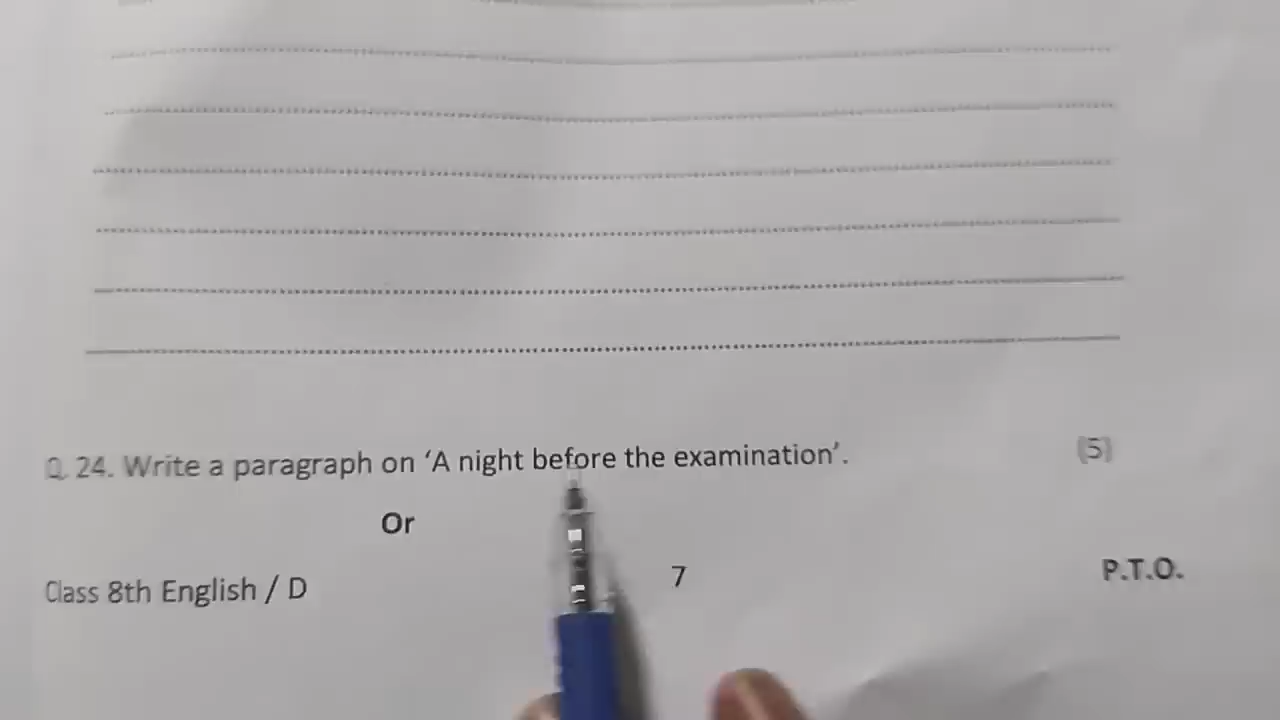 Q 24. Write a paragraph on ‘A night before the examination’. (5)
Or
Class 8th English / D 7 P.T.O.